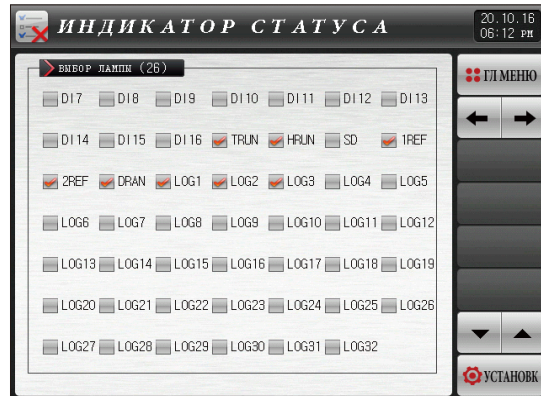 ИНДИКАТОР СТАТУСА
20.10.16
06:12 PM
ВЫБОР ЛАМПЫ (26)
ГЛ МЕНЮ
DI7 DI8 DI9 DI10 DI11 DI12 DI13
DI14 DI15 DI16 TRUN HRUN SD 1REF
2REF DRAN LOG1 LOG2 LOG3 LOG4 LOG5
LOG6 LOG7 LOG8 LOG9 LOG10 LOG11 LOG12
LOG13 LOG14 LOG15 LOG16 LOG17 LOG18 LOG19
LOG20 LOG21 LOG22 LOG23 LOG24 LOG25 LOG26
LOG27 LOG28 LOG29 LOG30 LOG31 LOG32
УСТАНОВК